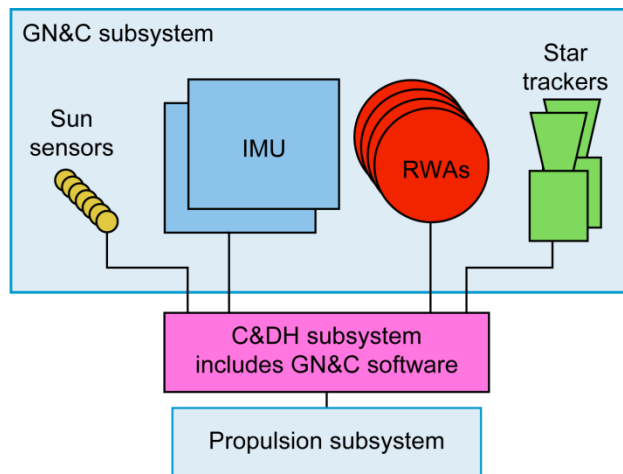 GN&C subsystem
Star
trackers
Sun
sensors
IMU
RWAs
C&DH subsystem
includes GN&C software
Propulsion subsystem